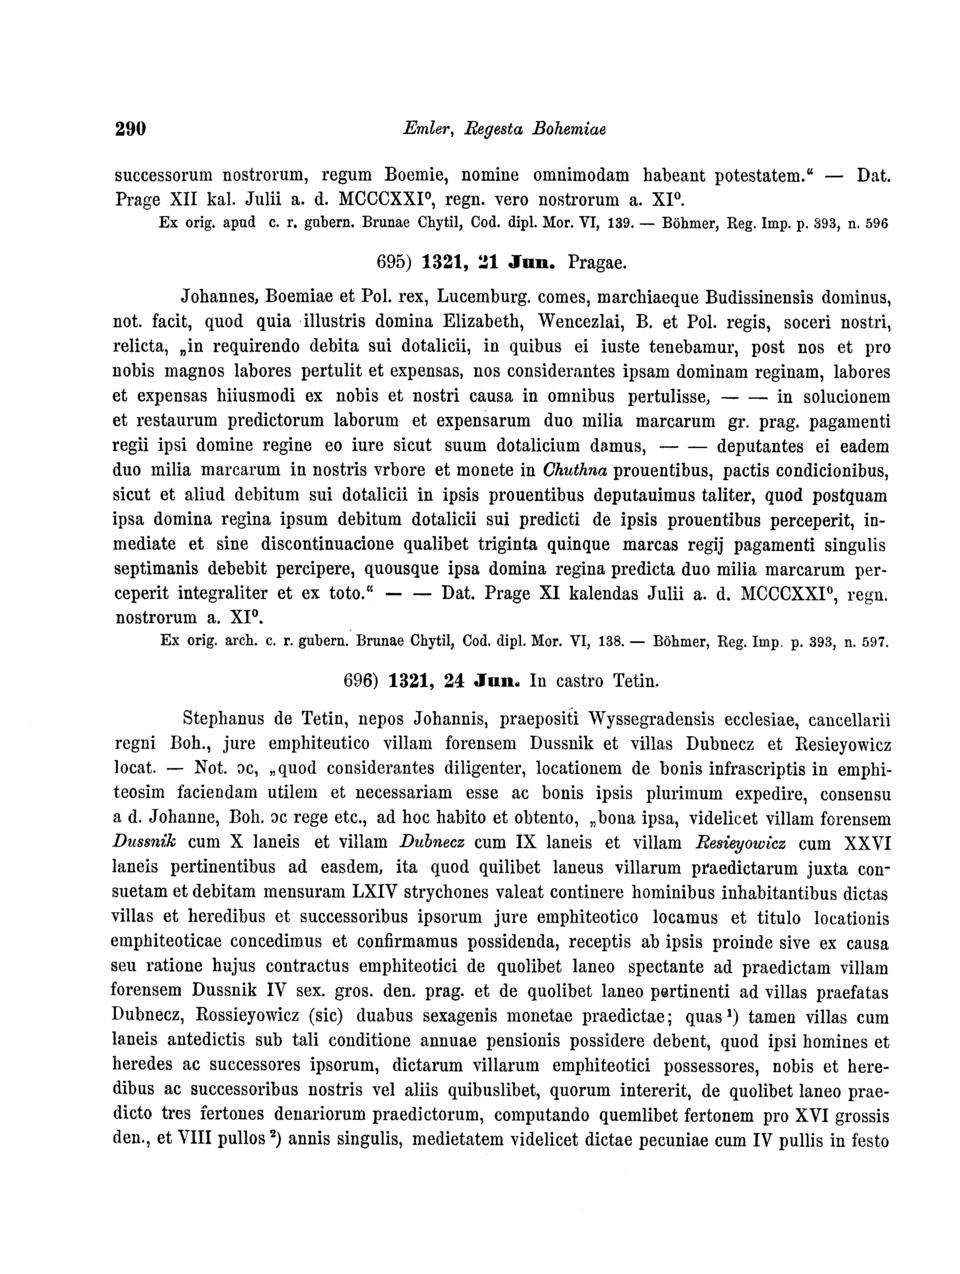 290 Emler, Regesta Bohemiae
successorum nostrorum, regum Boemie, nomine omnimodam habeant potestatem.“ — Dat.
Prage XII kal. Julii a. d. MCCCXXI⁰, regn. vero nostrorum a. XI⁰.
Ex orig. apud c. r. gubern. Brunae Chytil, Cod. dipl. Mor. VI, 139. — Böhmer, Reg. Imp. p. 393, n. 596
695) 1321, 21 Jun. Pragae.
Johannes, Boemiae et Pol. rex, Lucemburg. comes, marchiaeque Budissinensis dominus,
not. facit, quod quia illustris domina Elizabeth, Wencezlai, B. et Pol. regis, soceri nostri,
relicta, „in requirendo debita sui dotalicii, in quibus ei iuste tenebamur, post nos et pro
nobis magnos labores pertulit et expensas, nos considerantes ipsam dominam reginam, labores
et expensas hiiusmodi ex nobis et nostri causa in omnibus pertulisse, — — in solucionem
et restaurum predictorum laborum et expensarum duo milia marcarum gr. prag. pagamenti
regii ipsi domine regine eo iure sicut suum dotalicium damus, — — deputantes ei eadem
duo milia marcarum in nostris vrbore et monete in Chuthna prouentibus, pactis condicionibus,
sicut et aliud debitum sui dotalicii in ipsis prouentibus deputauimus taliter, quod postquam
ipsa domina regina ipsum debitum dotalicii sui predicti de ipsis prouentibus perceperit, in-
mediate et sine discontinuacione qualibet triginta quinque marcas regij pagamenti singulis
septimanis debebit percipere, quousque ipsa domina regina predicta duo milia marcarum per-
ceperit integraliter et ex toto.“ — — Dat. Prage XI kalendas Julii a. d. MCCCXXI⁰, regn.
nostrorum a. XI⁰.
Ex orig. arch. c. r. gubern. Brunae Chytil, Cod. dipl. Mor. VI, 138. — Böhmer, Reg. Imp. p. 393, n. 597.
696) 1321, 24 Jun. In castro Tetin.
Stephanus de Tetin, nepos Johannis, praepositi Wyssegradensis ecclesiae, cancellarii
regni Boh., jure emphiteutico villam forensem Dussnik et villas Dubnecz et Resieyowicz
locat. — Not. ɔc, „quod considerantes diligenter, locationem de bonis infrascriptis in emphi-
teosim faciendam utilem et necessariam esse ac bonis ipsis plurimum expedire, consensu
a d. Johanne, Boh. ɔc rege etc., ad hoc habito et obtento, „bona ipsa, videlicet villam forensem
Dussnik cum X laneis et villam Dubnecz cum IX laneis et villam Resieyowicz cum XXVI
laneis pertinentibus ad easdem, ita quod quilibet laneus villarum praedictarum juxta con-
suetam et debitam mensuram LXIV strychones valeat continere hominibus inhabitantibus dictas
villas et heredibus et successoribus ipsorum jure emphiteotico locamus et titulo locationis
emphiteoticae concedimus et confirmamus possidenda, receptis ab ipsis proinde sive ex causa
seu ratione hujus contractus emphiteotici de quolibet laneo spectante ad praedictam villam
forensem Dussnik IV sex. gros. den. prag. et de quolibet laneo pertinenti ad villas praefatas
Dubnecz, Rossieyowicz (sic) duabus sexagenis monetae praedictae; quas ¹) tamen villas cum
laneis antedictis sub tali conditione annuae pensionis possidere debent, quod ipsi homines et
heredes ac successores ipsorum, dictarum villarum emphiteotici possessores, nobis et here-
dibus ac successoribus nostris vel aliis quibuslibet, quorum intererit, de quolibet laneo prae-
dicto tres fertones denariorum praedictorum, computando quemlibet fertonem pro XVI grossis
den., et VIII pullos ²) annis singulis, medietatem videlicet dictae pecuniae cum IV pullis in festo